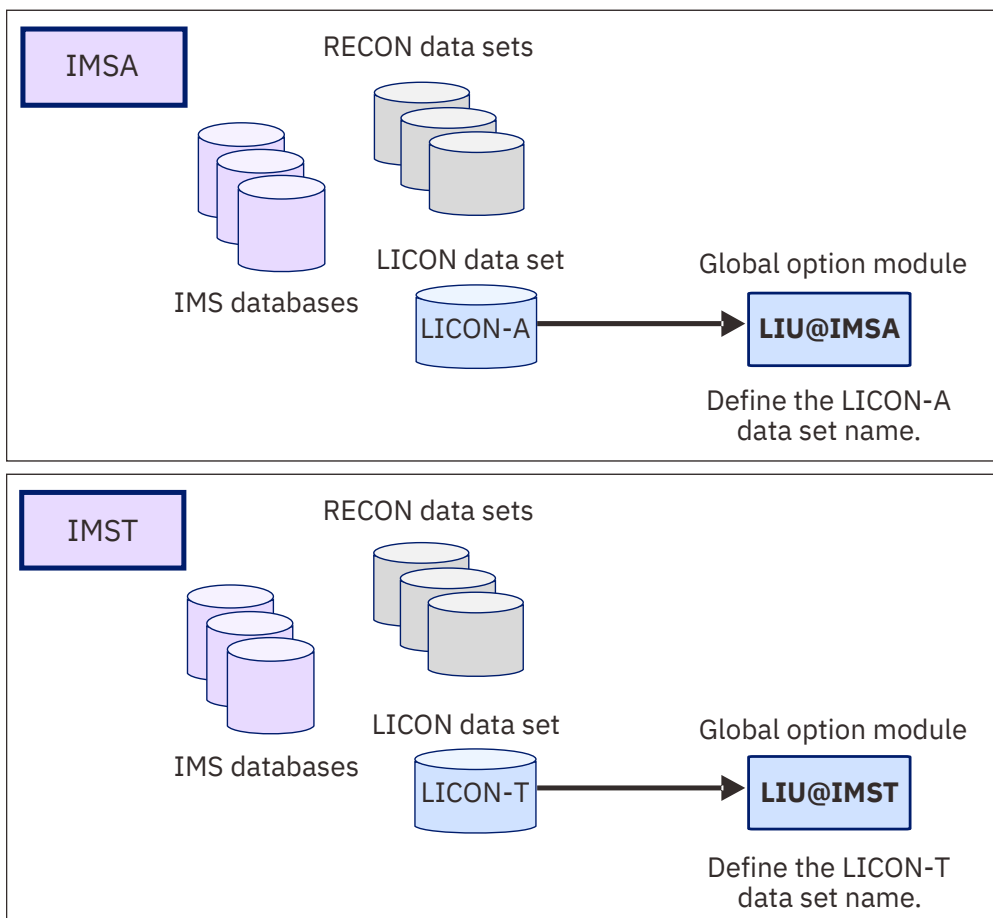 IMSA
RECON data sets
IMS databases
LICON data set
LICON-A
Global option module
LIU@IMSA
Define the LICON-A
data set name.
IMST
RECON data sets
IMS databases
LICON data set
LICON-T
Global option module
LIU@IMST
Define the LICON-T
data set name.